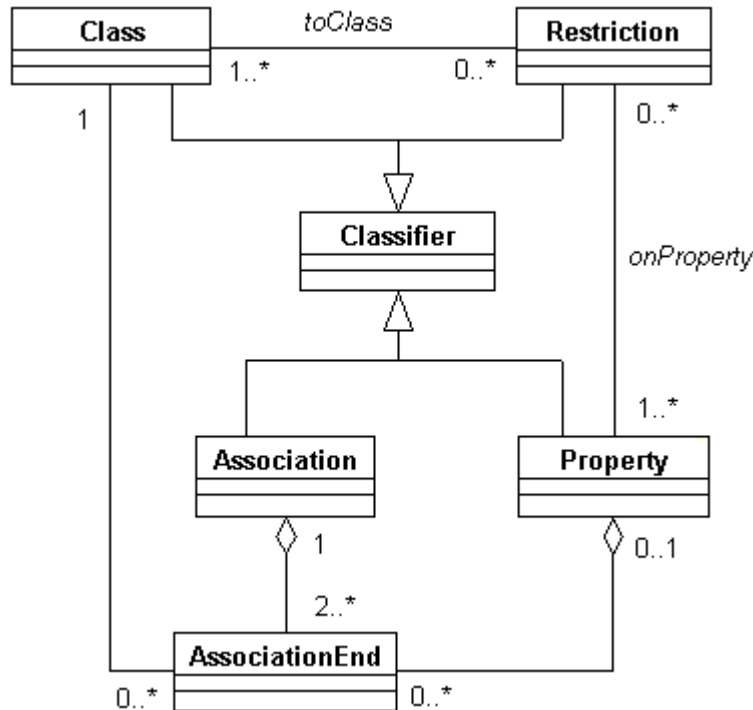 Class
toClass
Restriction
1..*
0..*
1
0..*
Classifier
onProperty
1..*
Association
Property
1
0..1
2..*
AssociationEnd
0..*
0..*